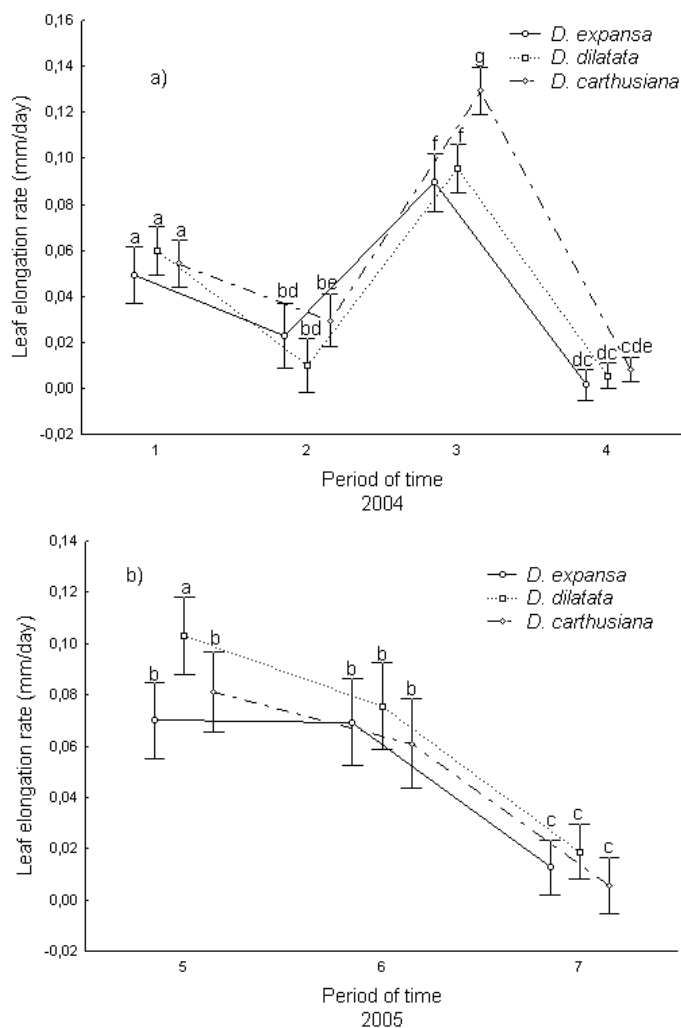 0,16
0,14
0,12
0,10
0,08
0,06
0,04
0,02
0,00
-0,02
Leaf elongation rate (mm/day)
a)
D. expansa
D. dilatata
D. carthusiana
a
a
a
bd
bd
be
f
f
g
dc
dc
cde
1
2
3
4
Period of time
2004
0,14
0,12
0,10
0,08
0,06
0,04
0,02
0,00
-0,02
Leaf elongation rate (mm/day)
b)
D. expansa
D. dilatata
D. carthusiana
b
a
b
b
b
b
c
c
c
5
6
7
Period of time
2005